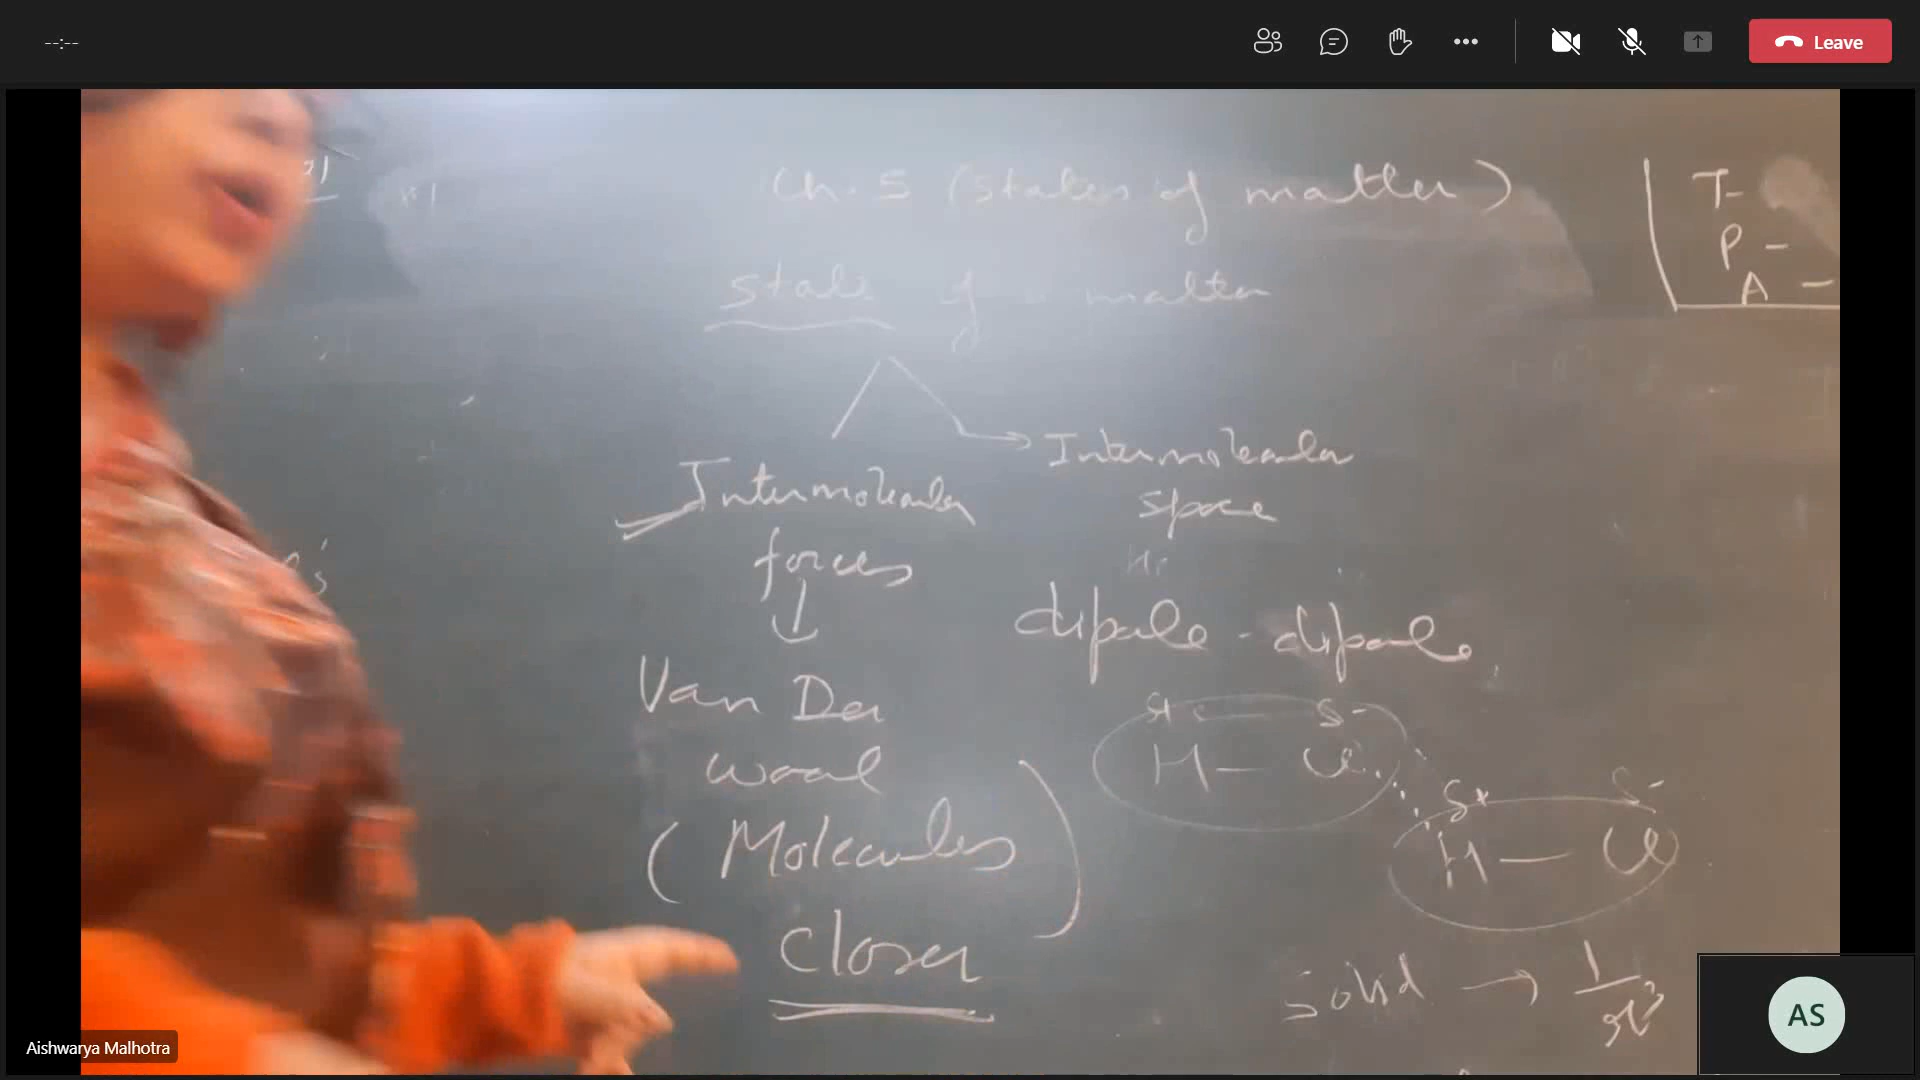 --:--
Leave
Ch. 5 (States of matter)
T-
P -
A -
State of matter
Intermolecular
space
Intermolecular
forces
dipole - dipole
Van Der
waal
(Molecules
Closer)
δ+ δ-
H — Cl
δ+ δ-
H — Cl
Solid → 1/r³
AS
Aishwarya Malhotra